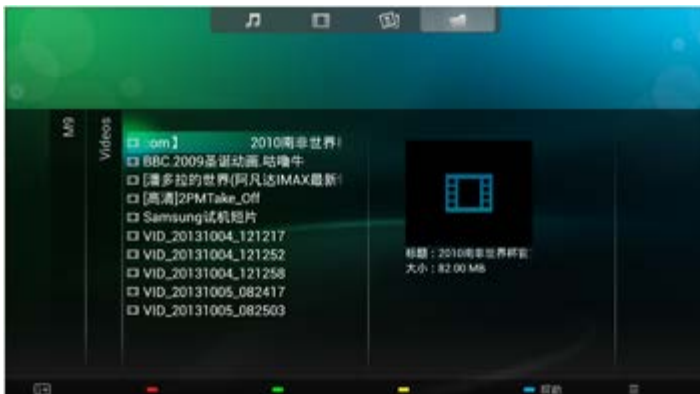 M9
Videos
om】 2010南非世界
BBC.2009圣诞动画.咕噜牛
[潘多拉的世界(阿凡达IMAX最新
[高清]2PMTake_Off
Samsung试机短片
VID_20131004_121217
VID_20131004_121252
VID_20131004_121258
VID_20131005_082417
VID_20131005_082503
标题：2010南非世界杯官
大小：82.00 MB
帮助